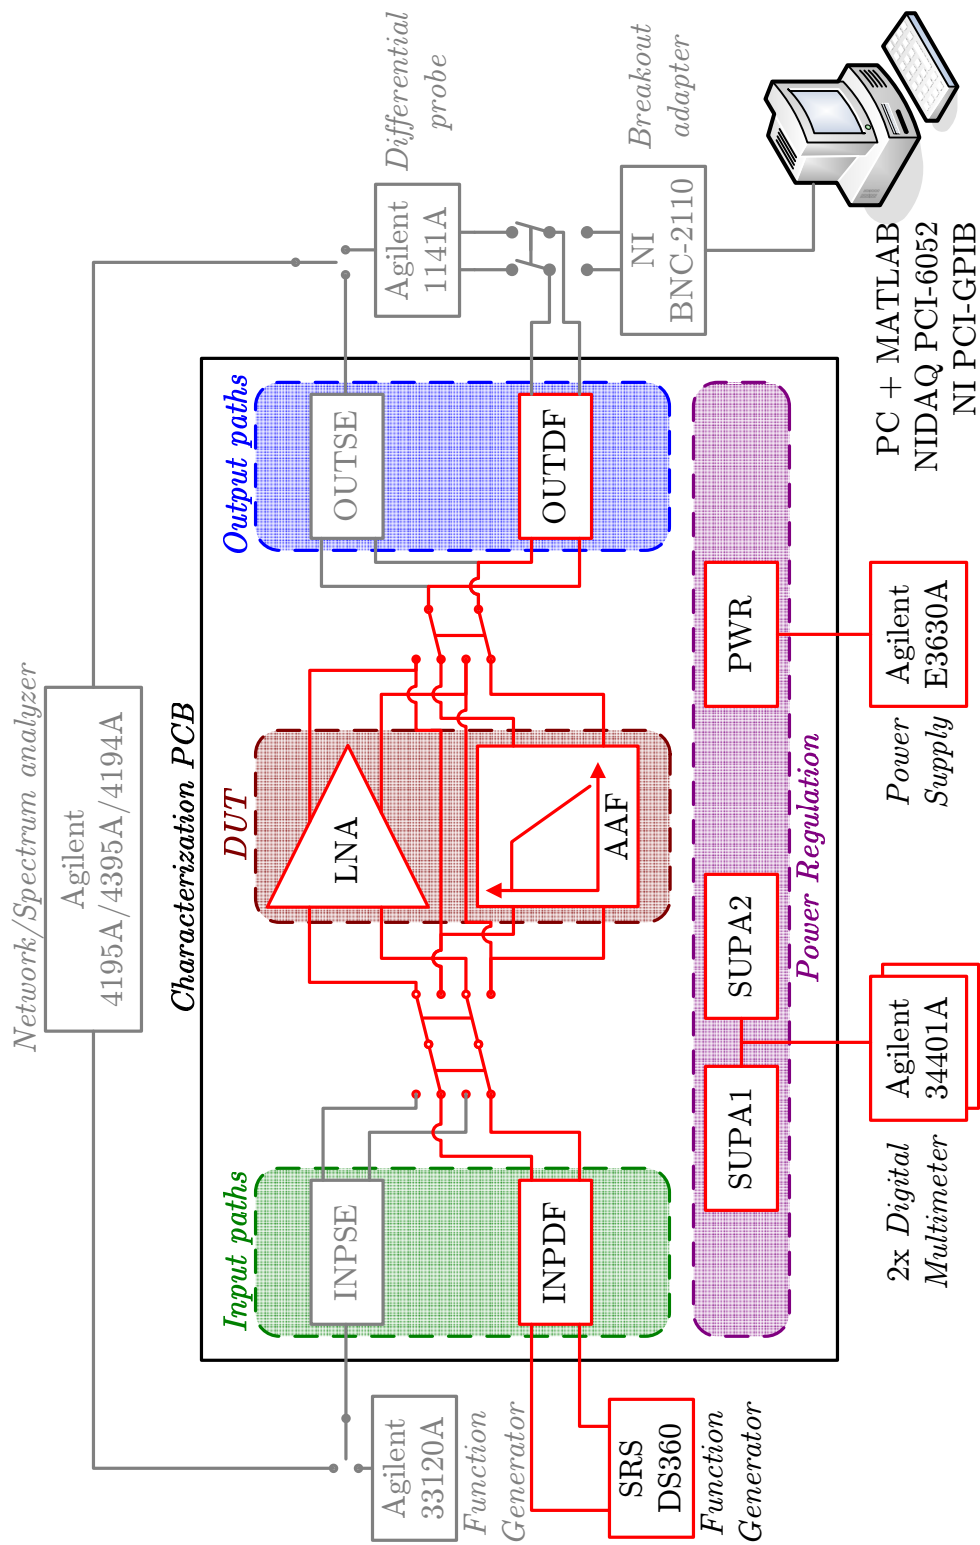 Network/Spectrum analyzer
Agilent
4195A/4395A/4194A
Characterization PCB
Input paths
DUT
Output paths
INPSE
LNA
OUTSE
INPDF
AAF
OUTDF
Agilent
33120A
Function
Generator
SRS
DS360
Function
Generator
Agilent
1141A
Differential
probe
NI
BNC-2110
Breakout
adapter
SUPA1
SUPA2
PWR
Power Regulation
2x Digital
Multimeter
Agilent
34401A
Power
Supply
Agilent
E3630A
PC + MATLAB
NIDAQ PCI-6052
NI PCI-GPIB